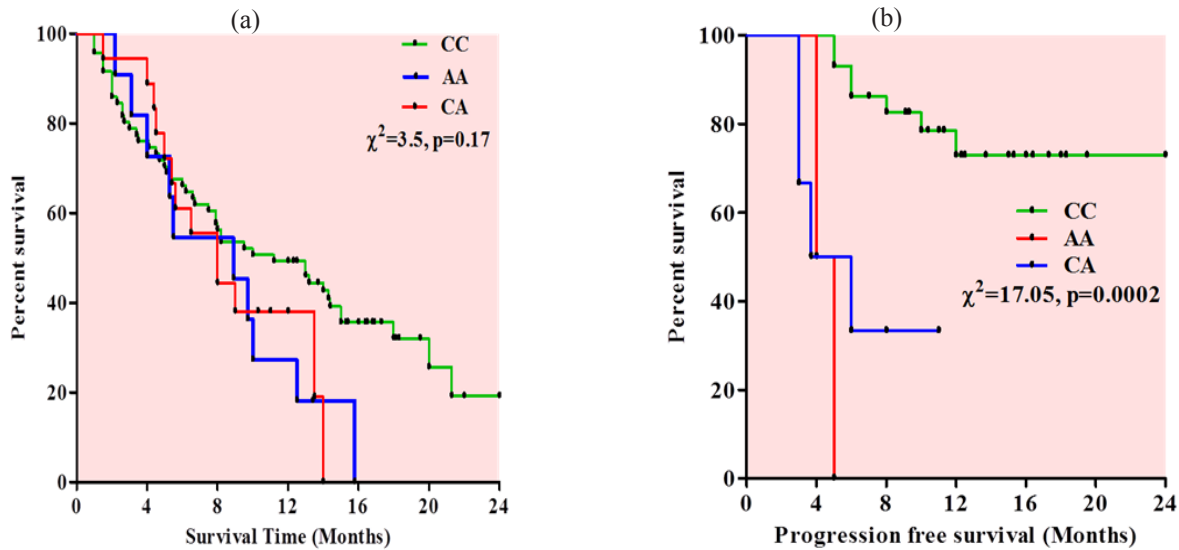 (a)
100
80
60
40
20
0
0 4 8 12 16 20 24
Percent survival
Survival Time (Months)
CC
AA
CA
χ²=3.5, p=0.17
(b)
100
80
60
40
20
0
0 4 8 12 16 20 24
Percent survival
Progression free survival (Months)
CC
AA
CA
χ²=17.05, p=0.0002